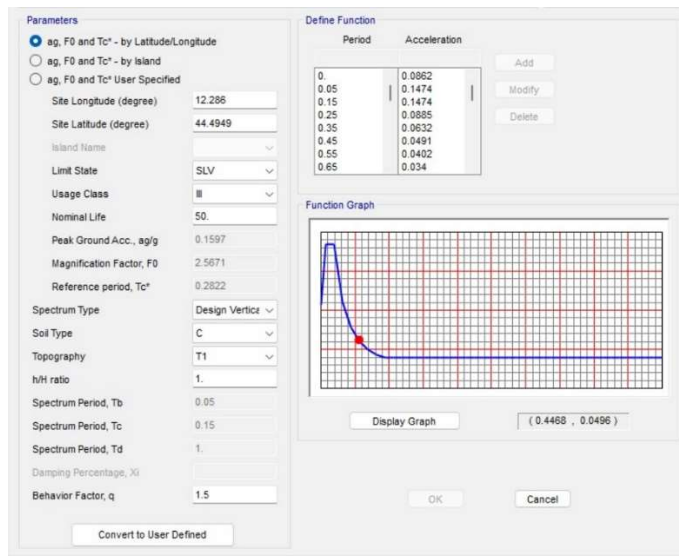 Parameters
ag, F0 and Tc* - by Latitude/Longitude
ag, F0 and Tc* - by Island
ag, F0 and Tc* User Specified
Site Longitude (degree) 12.286
Site Latitude (degree) 44.4949
Island Name
Limit State SLV
Usage Class III
Nominal Life 50.
Peak Ground Acc., ag/g 0.1597
Magnification Factor, F0 2.5671
Reference period, Tc* 0.2822
Spectrum Type Design Vertica
Soil Type C
Topography T1
h/H ratio 1.
Spectrum Period, Tb 0.05
Spectrum Period, Tc 0.15
Spectrum Period, Td 1.
Damping Percentage, Xi
Behavior Factor, q 1.5
Convert to User Defined
Define Function
Period Acceleration
0. 0.0862
0.05 0.1474
0.15 0.1474
0.25 0.0885
0.35 0.0632
0.45 0.0491
0.55 0.0402
0.65 0.034
Add
Modify
Delete
Function Graph
Display Graph
( 0.4468 , 0.0496 )
OK
Cancel